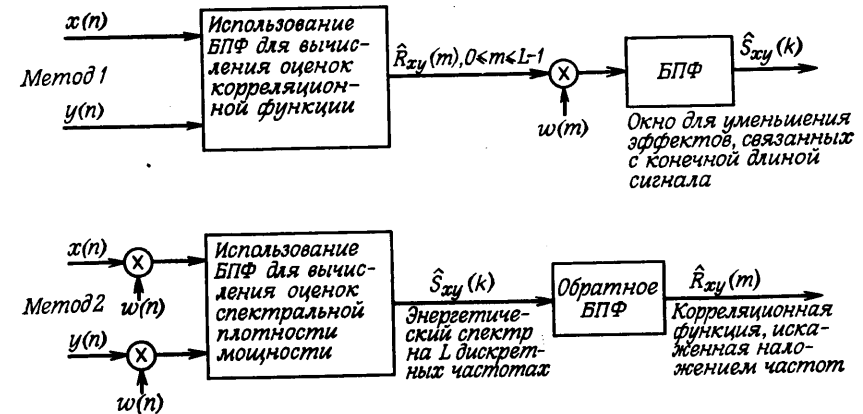 x(n)
Метод 1
y(n)
Использование
БПФ для вычис-
ления оценок
корреляцион-
ной функции
R̂xy(m), 0≤m≤L-1
×
w(m)
БПФ
Ŝxy(k)
Окно для уменьшения
эффектов, связанных
с конечной длиной
сигнала
x(n)
×
w(n)
Метод 2
y(n)
×
w(n)
Использование
БПФ для вычис-
ления оценок
спектральной
плотности
мощности
Ŝxy(k)
Энергетичес-
кий спектр
на L дискрет-
ных частотах
Обратное
БПФ
R̂xy(m)
Корреляционная
функция, иска-
женная нало-
жением частот